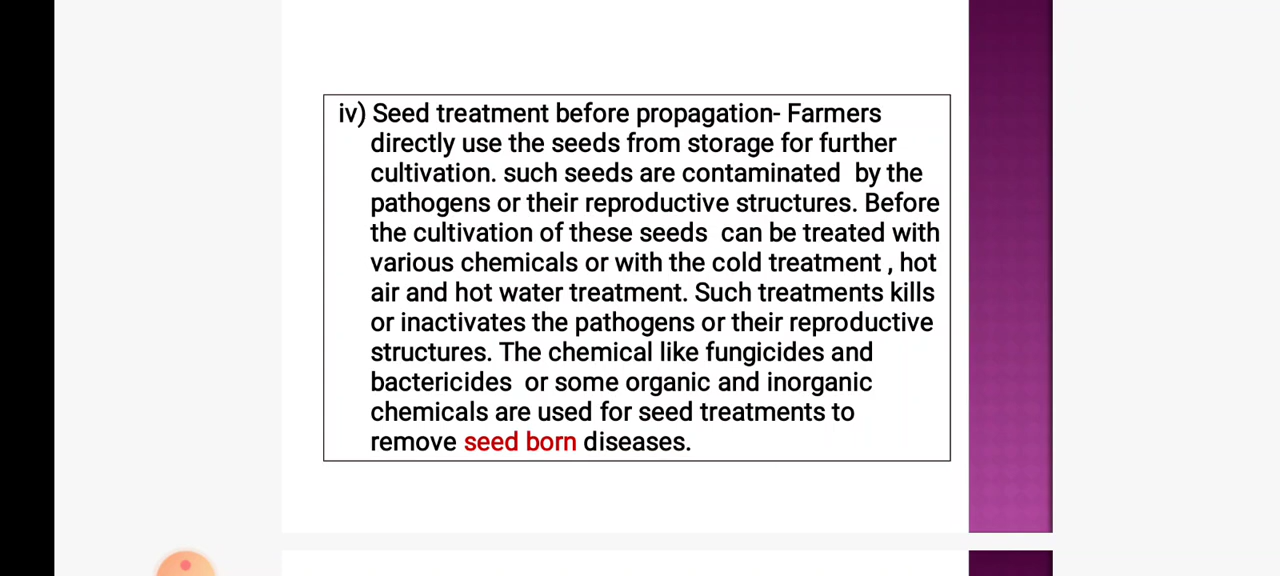 iv) Seed treatment before propagation- Farmers
directly use the seeds from storage for further
cultivation. such seeds are contaminated  by the
pathogens or their reproductive structures. Before
the cultivation of these seeds  can be treated with
various chemicals or with the cold treatment , hot
air and hot water treatment. Such treatments kills
or inactivates the pathogens or their reproductive
structures. The chemical like fungicides and
bactericides  or some organic and inorganic
chemicals are used for seed treatments to
remove seed born diseases.